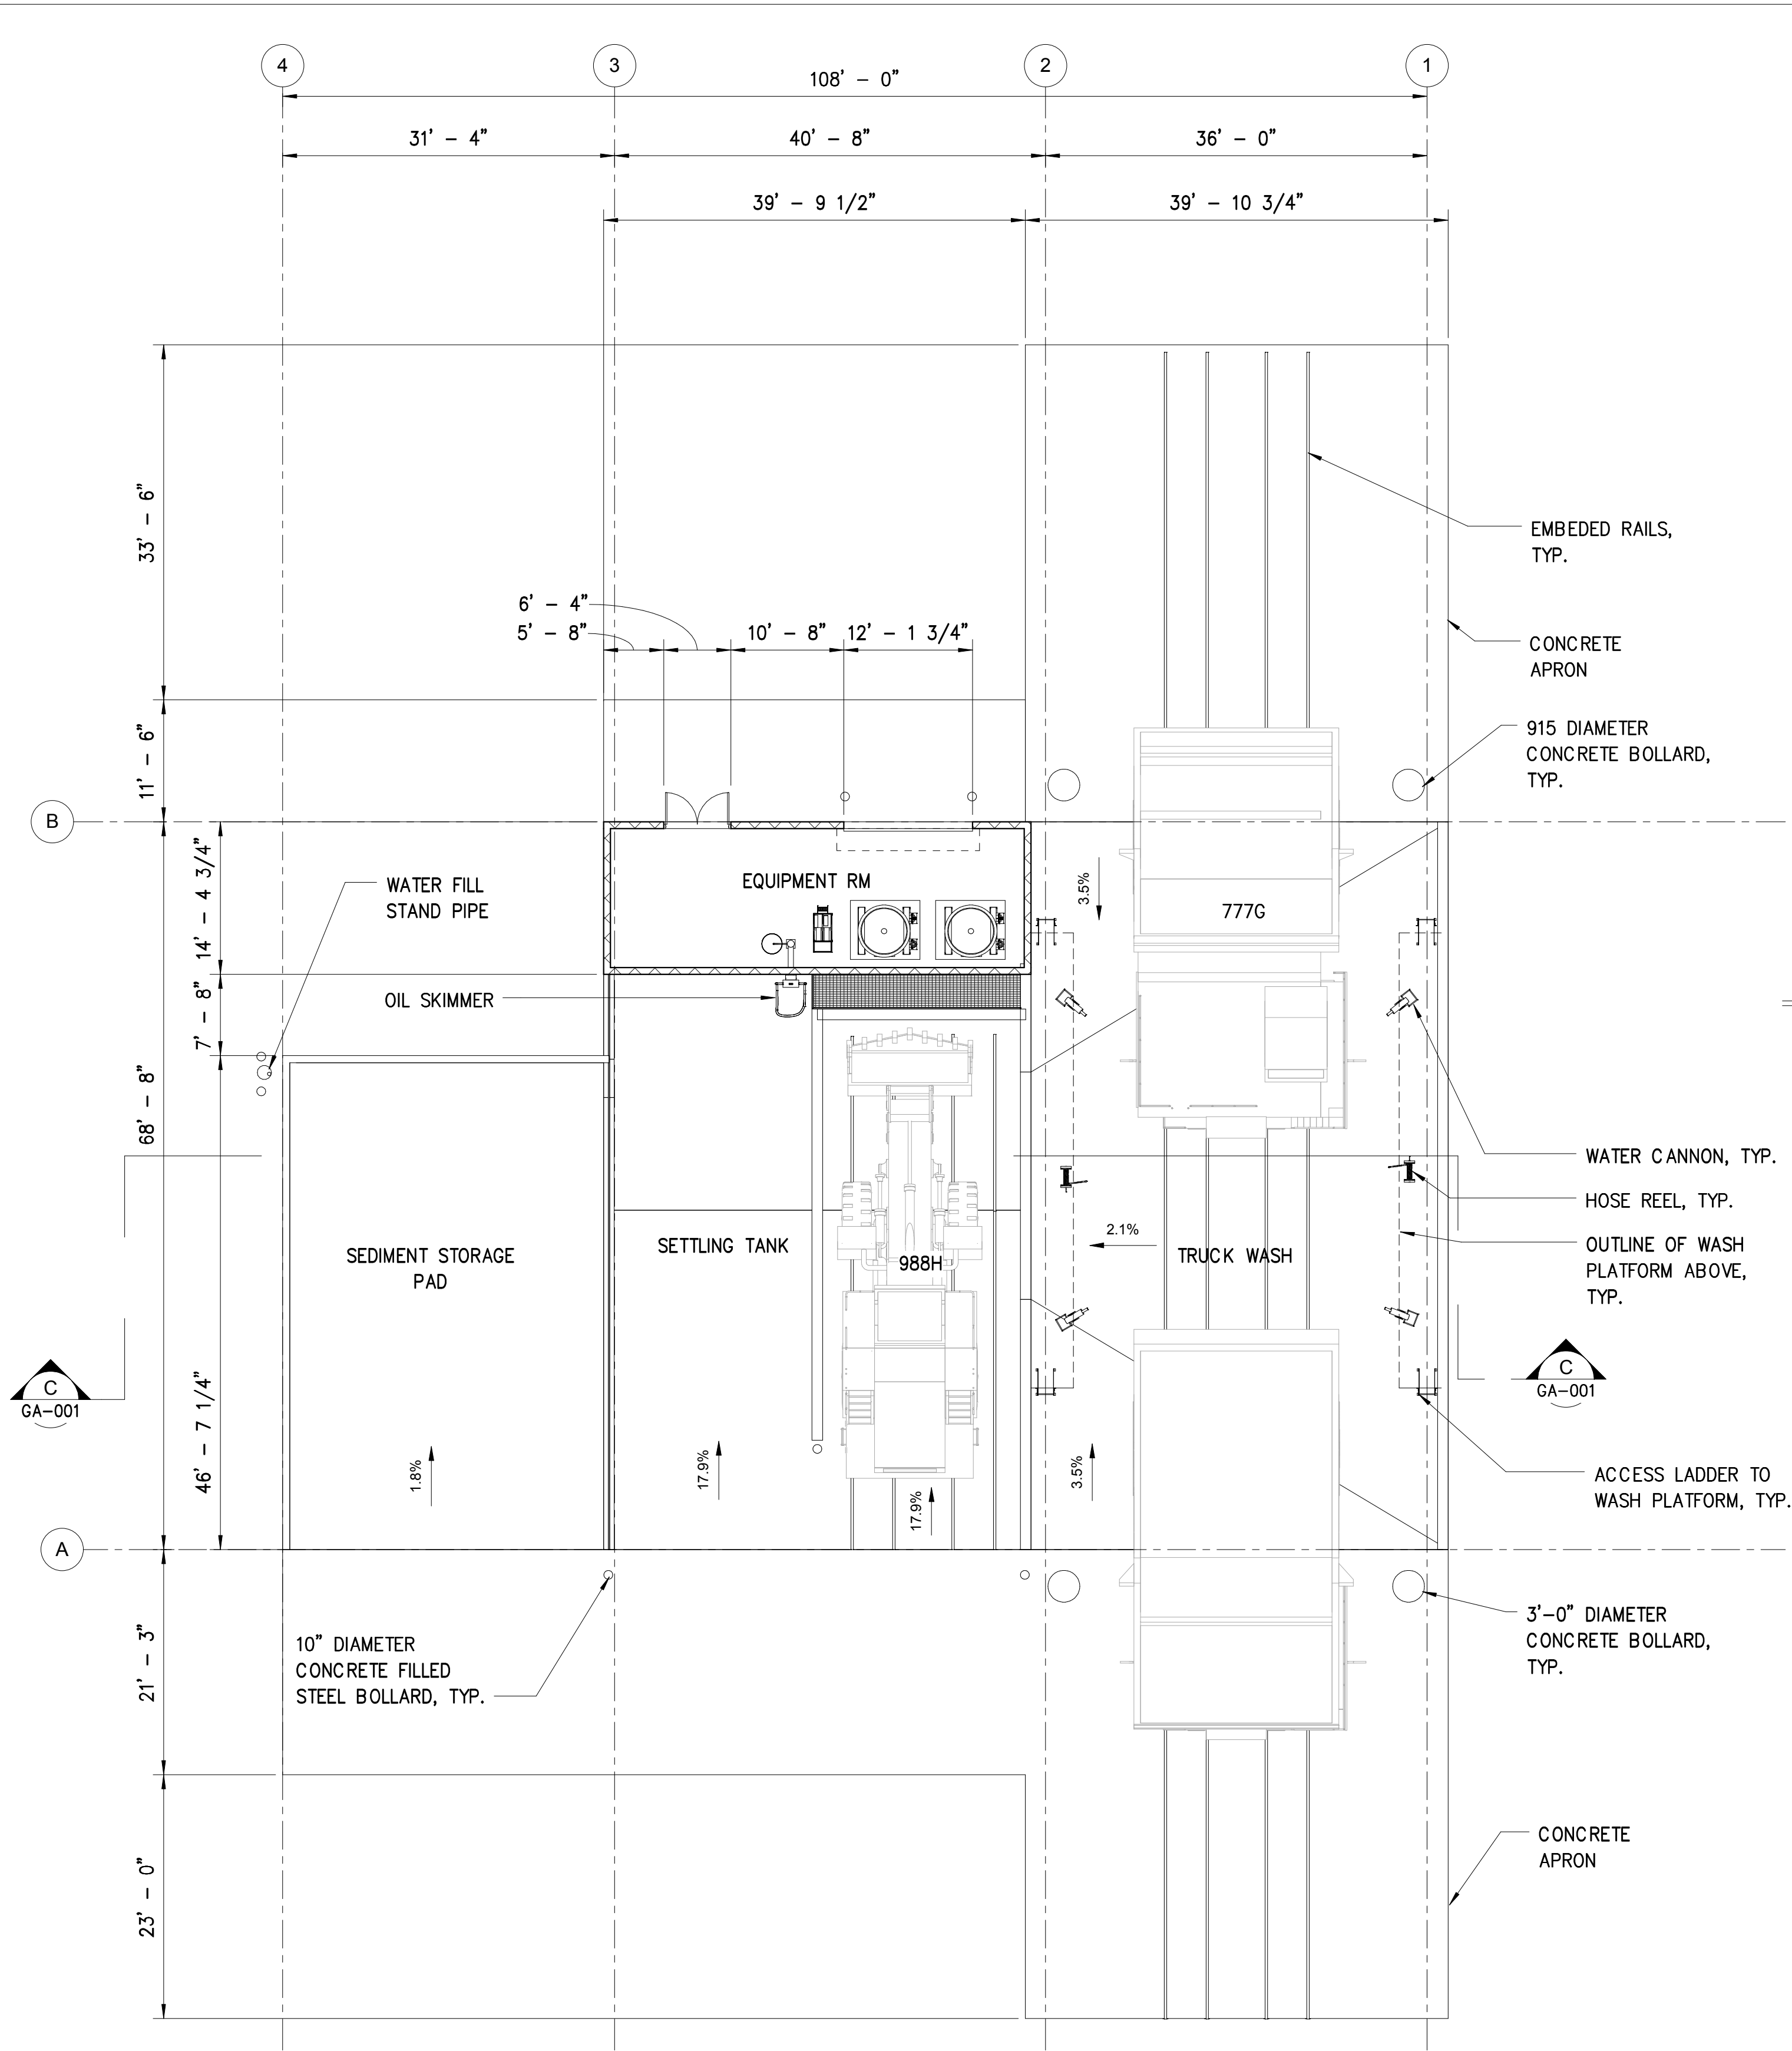 4
3
2
1
108' - 0"
31' - 4"
40' - 8"
36' - 0"
39' - 9 1/2"
39' - 10 3/4"
33' - 6"
EMBEDED RAILS,
TYP.
6' - 4"
5' - 8"
10' - 8"
12' - 1 3/4"
CONCRETE
APRON
11' - 6"
915 DIAMETER
CONCRETE BOLLARD,
TYP.
B
14' - 4 3/4"
WATER FILL
STAND PIPE
EQUIPMENT RM
3.5%
777G
7' - 8"
OIL SKIMMER
68' - 8"
WATER CANNON, TYP.
HOSE REEL, TYP.
SEDIMENT STORAGE
PAD
SETTLING TANK
988H
2.1%
TRUCK WASH
OUTLINE OF WASH
PLATFORM ABOVE,
TYP.
C
GA-001
C
GA-001
46' - 7 1/4"
1.8%
17.9%
17.9%
3.5%
ACCESS LADDER TO
WASH PLATFORM, TYP.
A
21' - 3"
10" DIAMETER
CONCRETE FILLED
STEEL BOLLARD, TYP.
3'-0" DIAMETER
CONCRETE BOLLARD,
TYP.
23' - 0"
CONCRETE
APRON